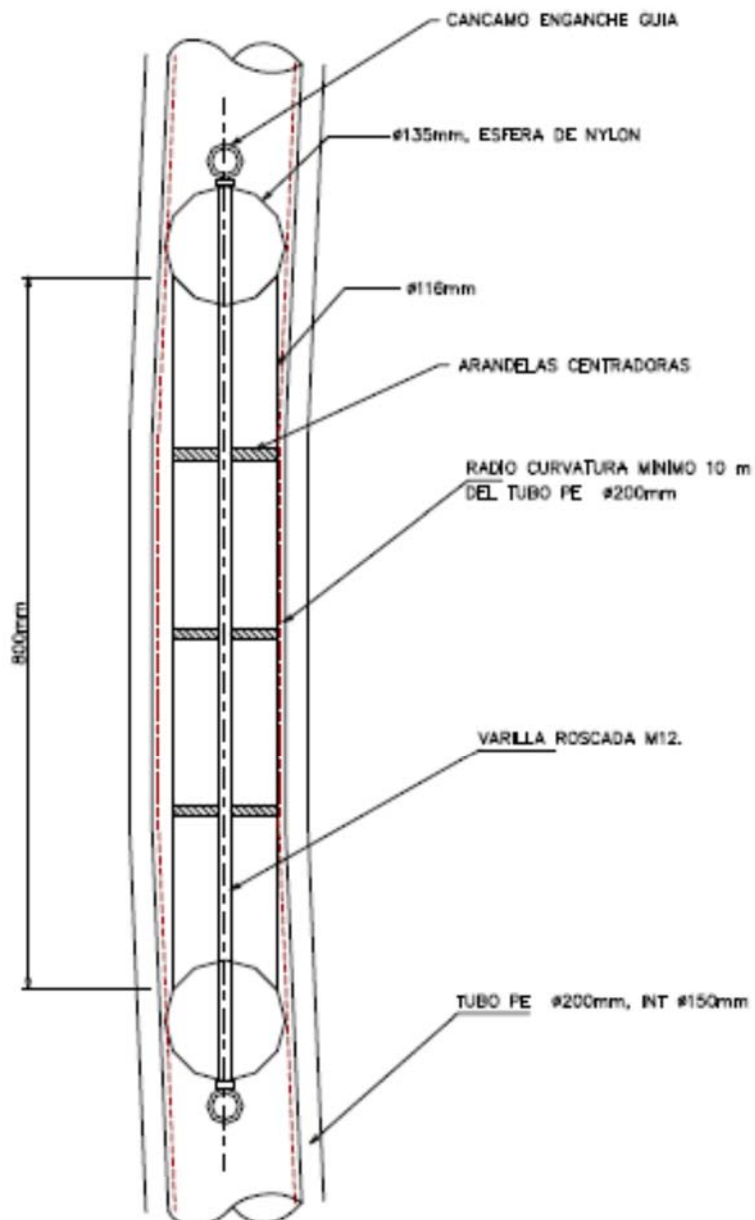 CANCAMO ENGANCHE GUIA
ø135mm, ESFERA DE NYLON
ø116mm
ARANDELAS CENTRADORAS
RADIO CURVATURA MINIMO 10 m
DEL TUBO PE ø200mm
800mm
VARILLA ROSCADA M12.
TUBO PE ø200mm, INT ø150mm